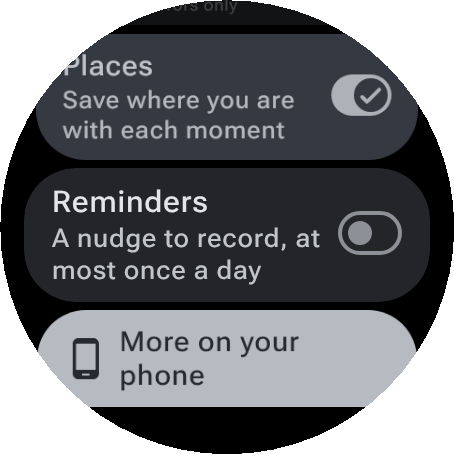 only
Places
Save where you are
with each moment
Reminders
A nudge to record, at
most once a day
More on your
phone